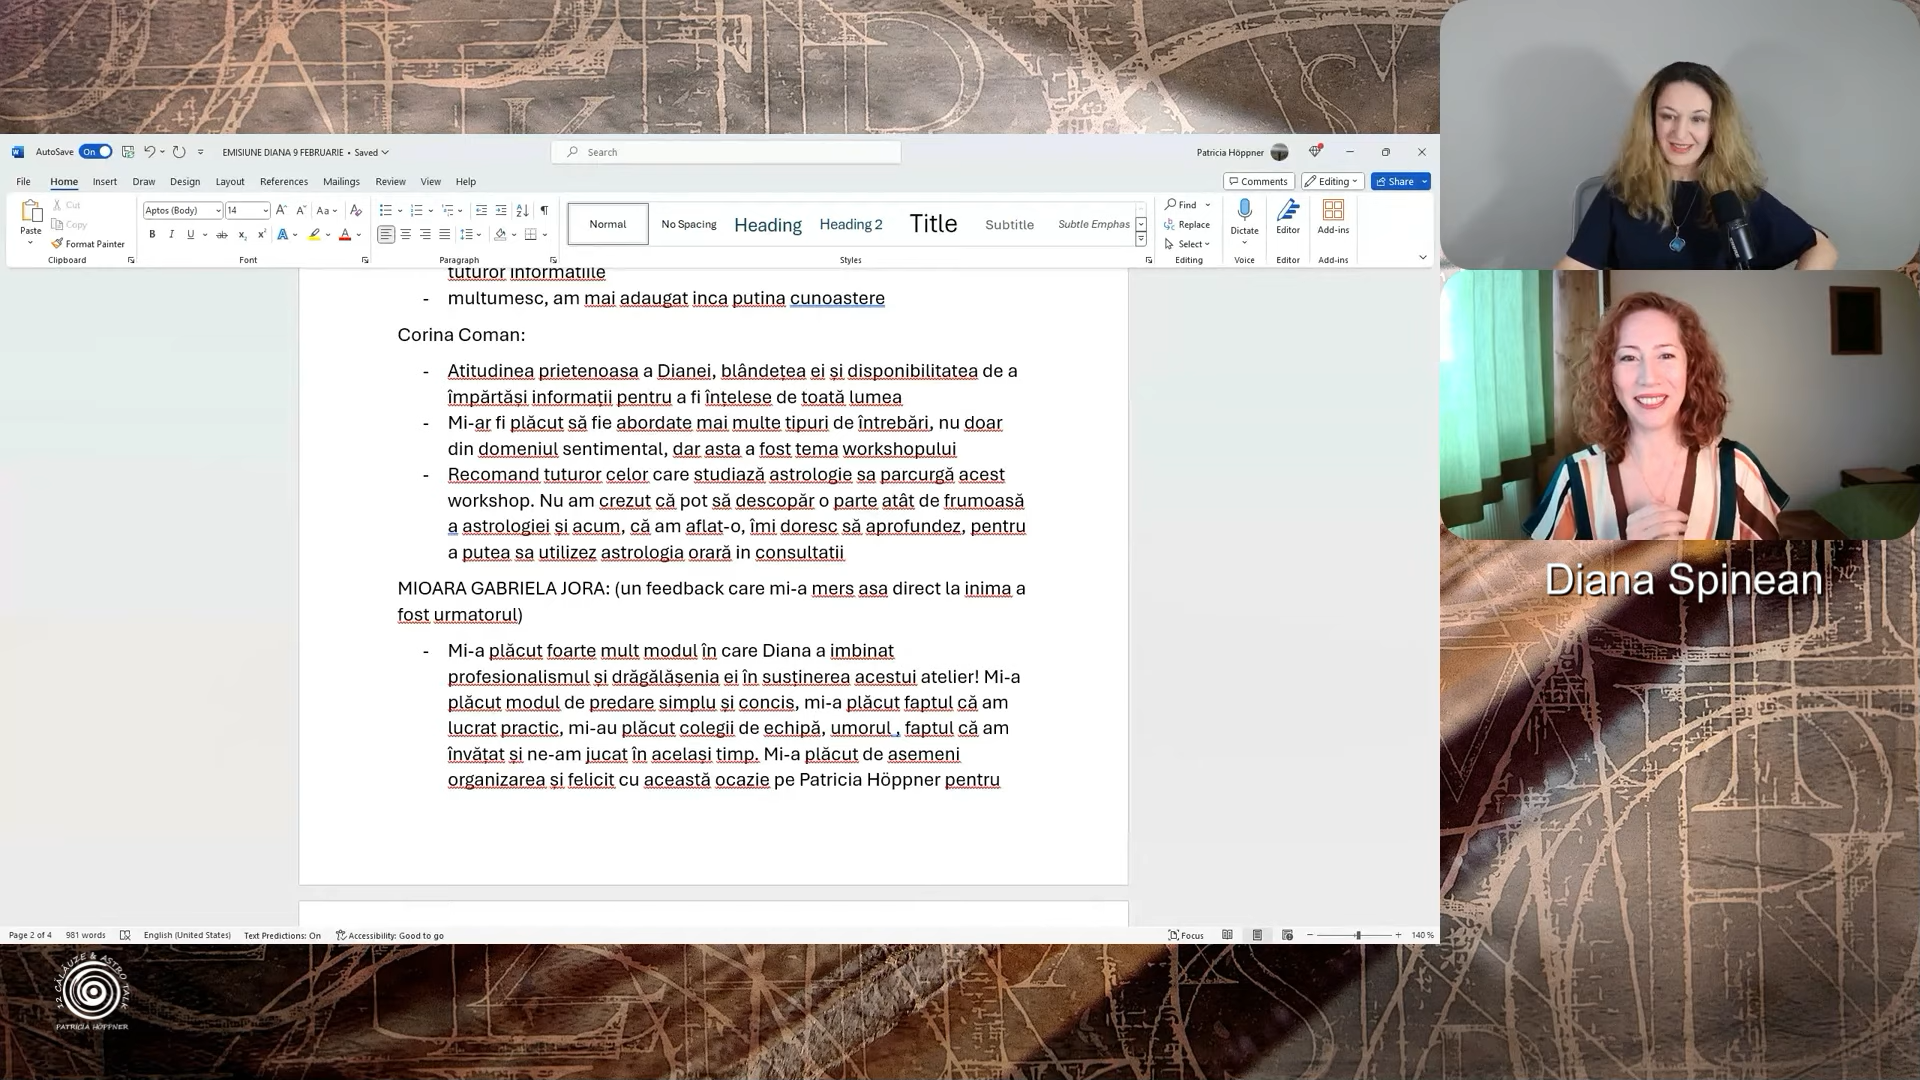 AutoSave On EMISIUNE DIANA 9 FEBRUARIE • Saved Search Patricia Höppner
File Home Insert Draw Design Layout References Mailings Review View Help Comments Editing Share
Paste Cut Copy Format Painter Clipboard
Aptos (Body) 14 Font
Paragraph
Normal No Spacing Heading Heading 2 Title Subtitle Subtle Emphas Styles
Find Replace Select Editing
Dictate Voice
Editor Editor
Add-ins Add-ins
tuturor informatiile
- multumesc, am mai adaugat inca putina cunoastere
Corina Coman:
- Atitudinea prietenoasa a Dianei, blândețea ei și disponibilitatea de a
împărtăși informații pentru a fi înțelese de toată lumea
- Mi-ar fi plăcut să fie abordate mai multe tipuri de întrebări, nu doar
din domeniul sentimental, dar asta a fost tema workshopului
- Recomand tuturor celor care studiază astrologie sa parcurgă acest
workshop. Nu am crezut că pot să descopăr o parte atât de frumoasă
a astrologiei și acum, că am aflat-o, îmi doresc să aprofundez, pentru
a putea sa utilizez astrologia orară in consultatii
MIOARA GABRIELA JORA: (un feedback care mi-a mers asa direct la inima a
fost urmatorul)
- Mi-a plăcut foarte mult modul în care Diana a imbinat
profesionalismul și drăgălășenia ei în susținerea acestui atelier! Mi-a
plăcut modul de predare simplu și concis, mi-a plăcut faptul că am
lucrat practic, mi-au plăcut colegii de echipă, umorul , faptul că am
învățat și ne-am jucat în același timp. Mi-a plăcut de asemeni
organizarea și felicit cu această ocazie pe Patricia Höppner pentru
Page 2 of 4 981 words English (United States) Text Predictions: On Accessibility: Good to go Focus 140 %
Diana Spinean
12 CALAUZE & ASTRO TALK
PATRICIA HÖPPNER